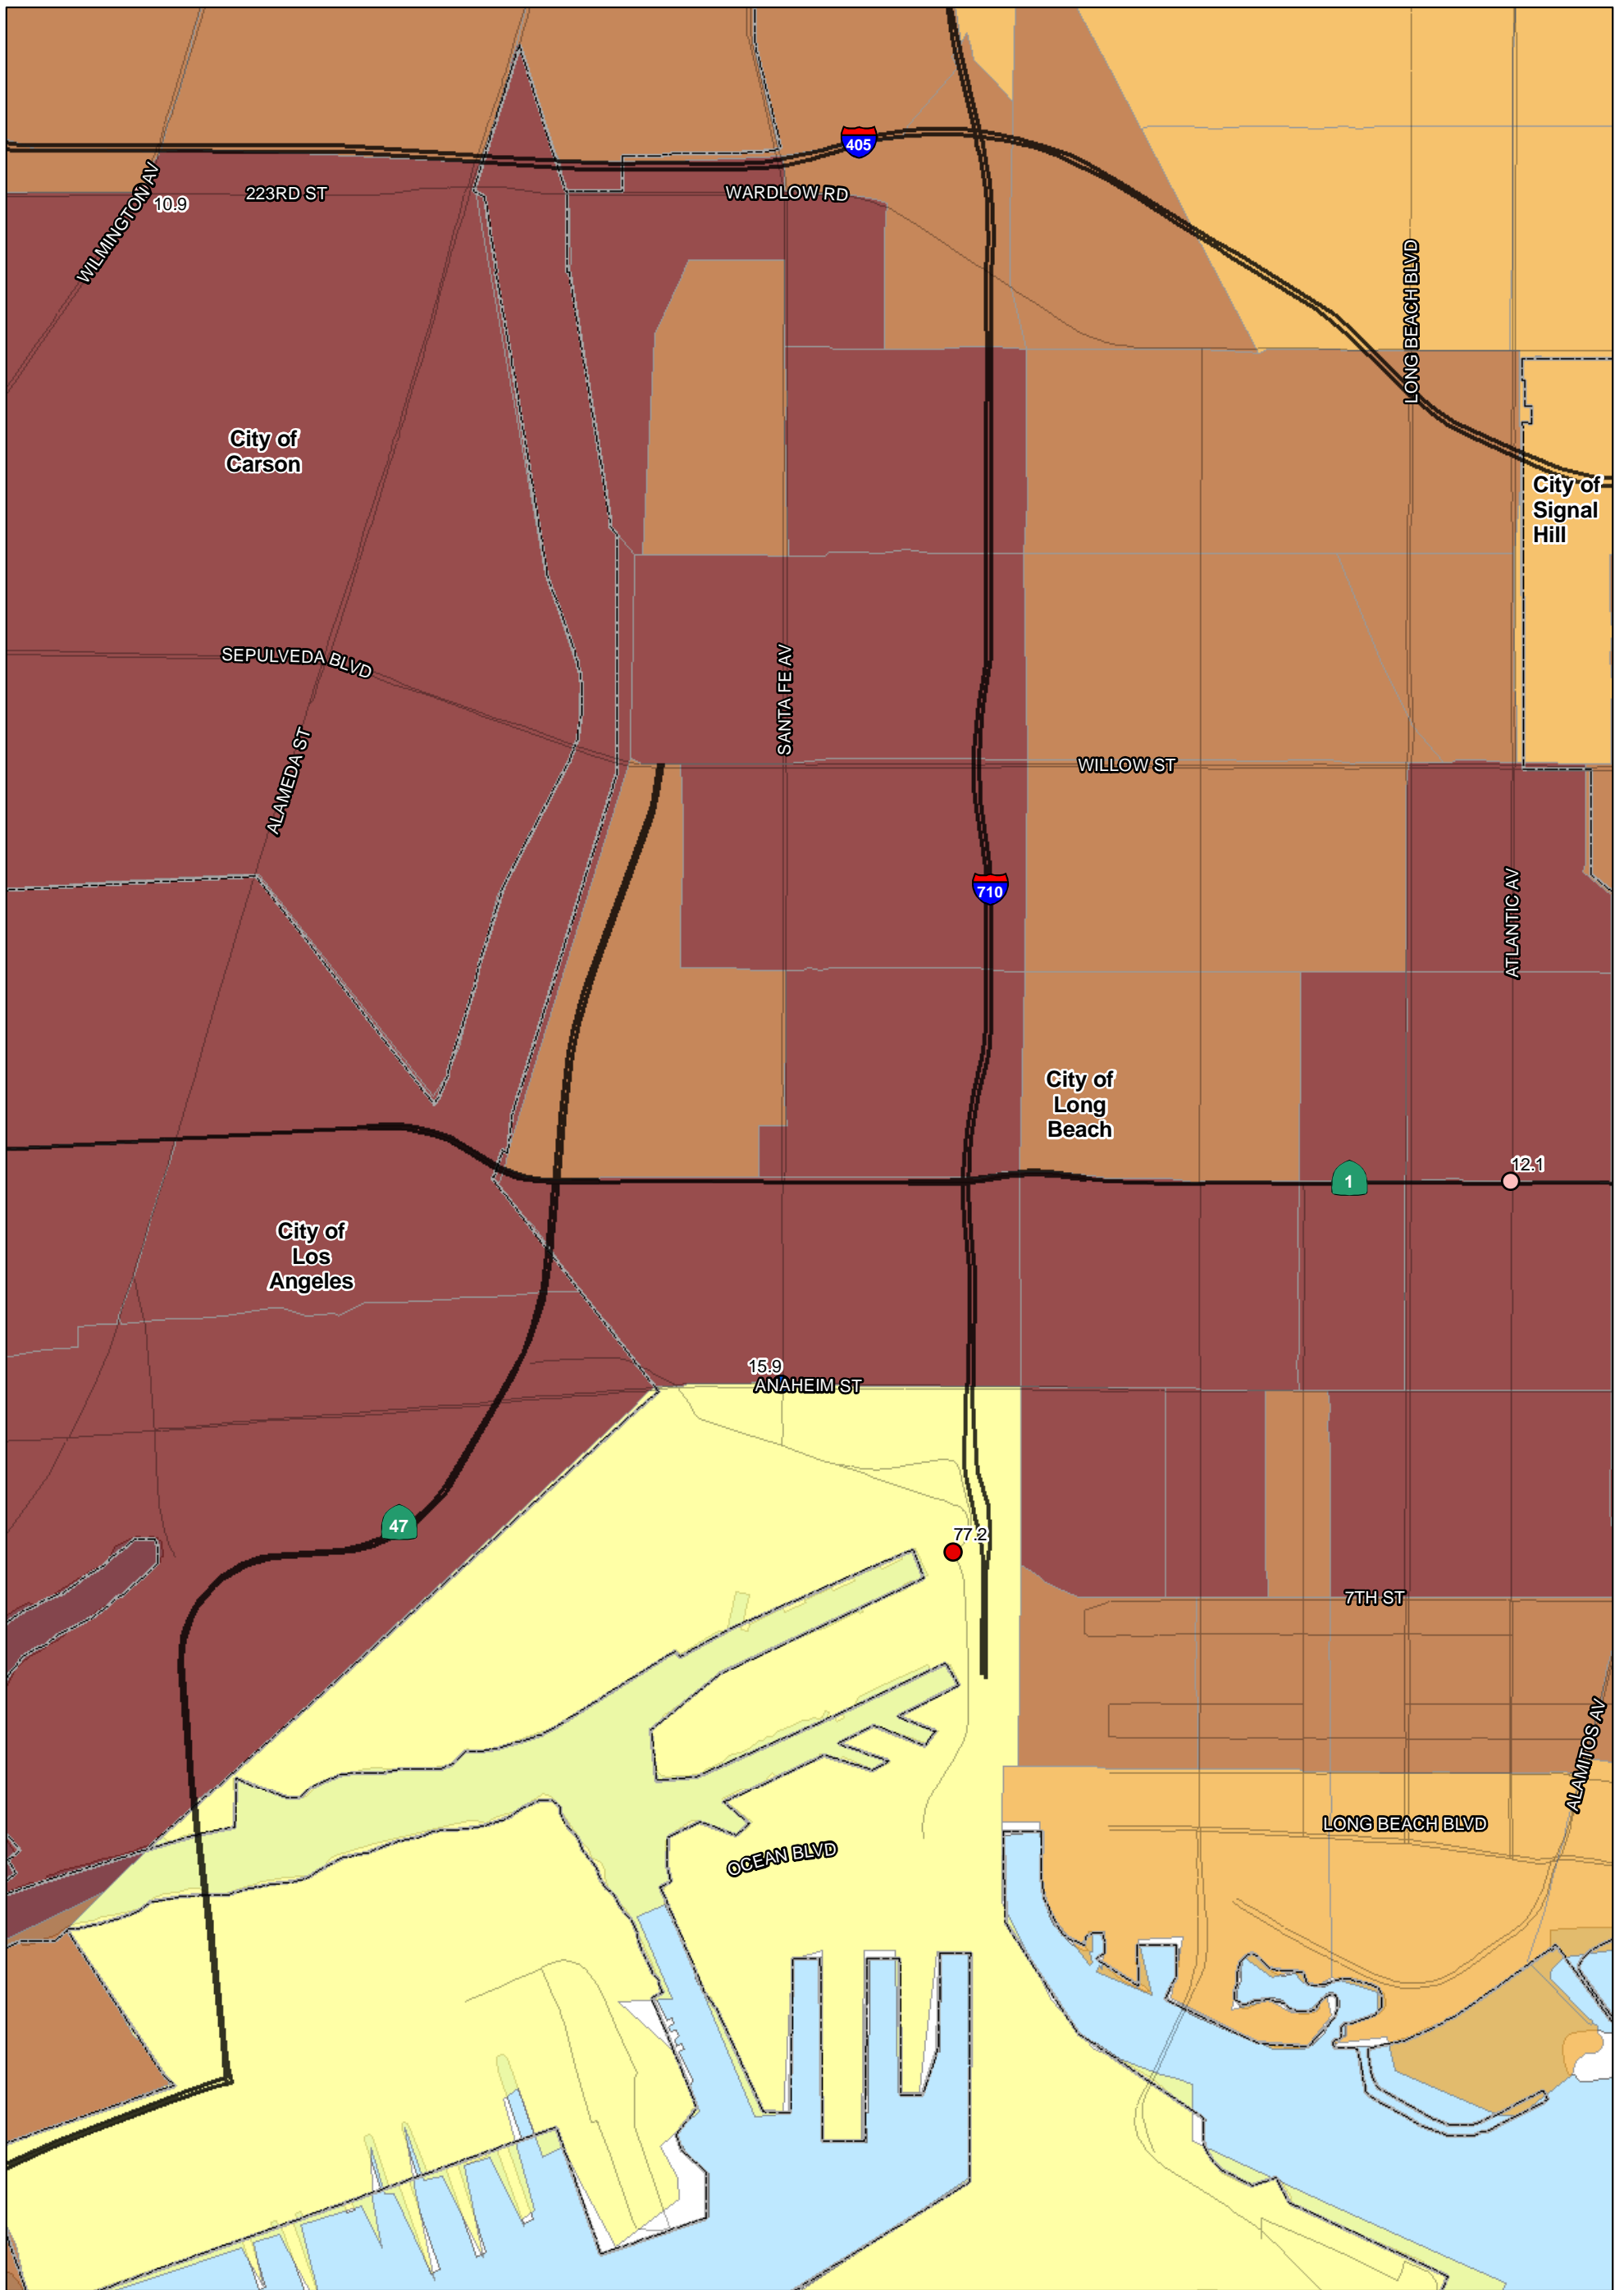 405
WILMINGTON AV
223RD ST
WARDLOW RD
10.9
LONG BEACH BLVD
City of
Carson
City of
Signal
Hill
SEPULVEDA BLVD
SANTA FE AV
ALAMEDA ST
WILLOW ST
710
ATLANTIC AV
City of
Long
Beach
12.1
1
City of
Los
Angeles
15.9
ANAHEIM ST
47
77.2
7TH ST
ALAMITOS AV
LONG BEACH BLVD
OCEAN BLVD